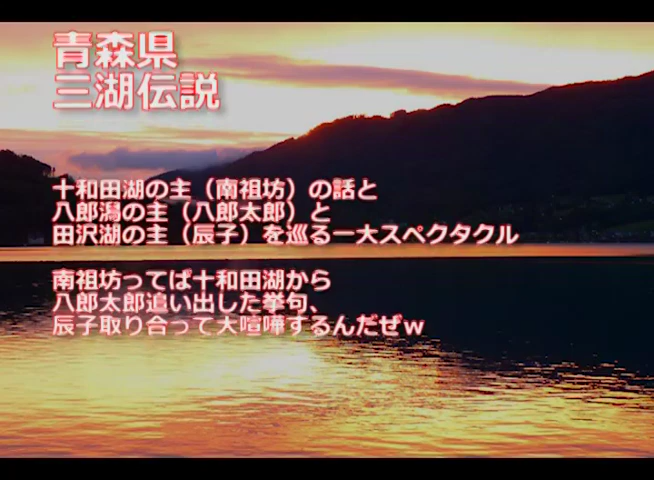 青森県
三湖伝説
十和田湖の主（南祖坊）の話と
八郎潟の主（八郎太郎）と
田沢湖の主（辰子）を巡る一大スペクタクル
南祖坊ってば十和田湖から
八郎太郎追い出した挙句、
辰子取り合って大喧嘩するんだぜｗ